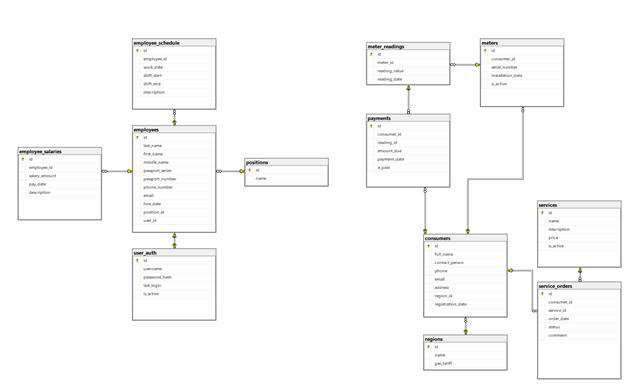 employee_schedule
id
employee_id
work_date
shift_start
shift_end
description
employees
id
last_name
first_name
middle_name
passport_series
passport_number
phone_number
email
hire_date
position_id
user_id
employee_salaries
id
employee_id
salary_amount
pay_date
description
positions
id
name
user_auth
id
username
password_hash
last_login
is_active
meter_readings
id
meter_id
reading_value
reading_date
meters
id
consumer_id
serial_number
installation_date
is_active
payments
id
consumer_id
reading_id
amount_due
payment_date
is_paid
consumers
id
full_name
contact_person
phone
email
address
region_id
registration_date
services
id
name
description
price
is_active
service_orders
id
consumer_id
service_id
order_date
status
comment
regions
id
name
gas_tariff